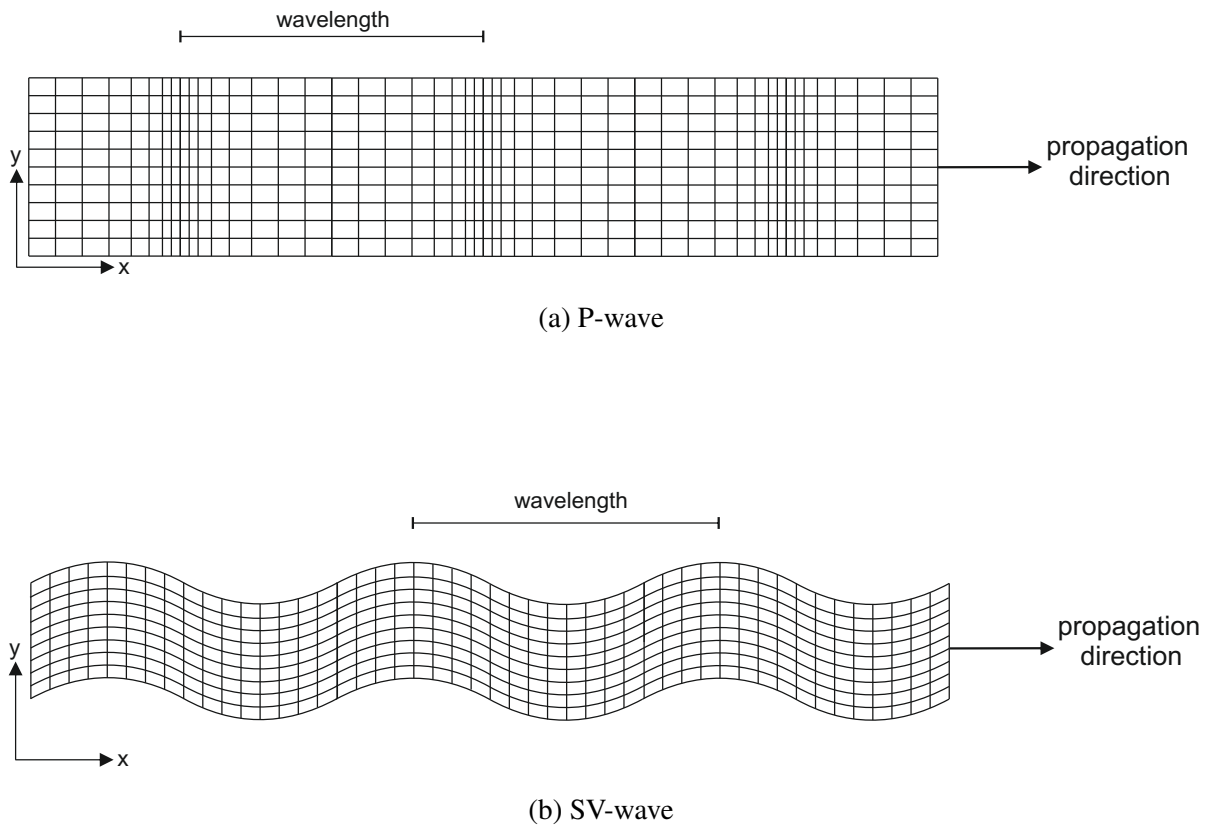 wavelength
y
x
propagation
direction
(a) P-wave
wavelength
y
x
propagation
direction
(b) SV-wave